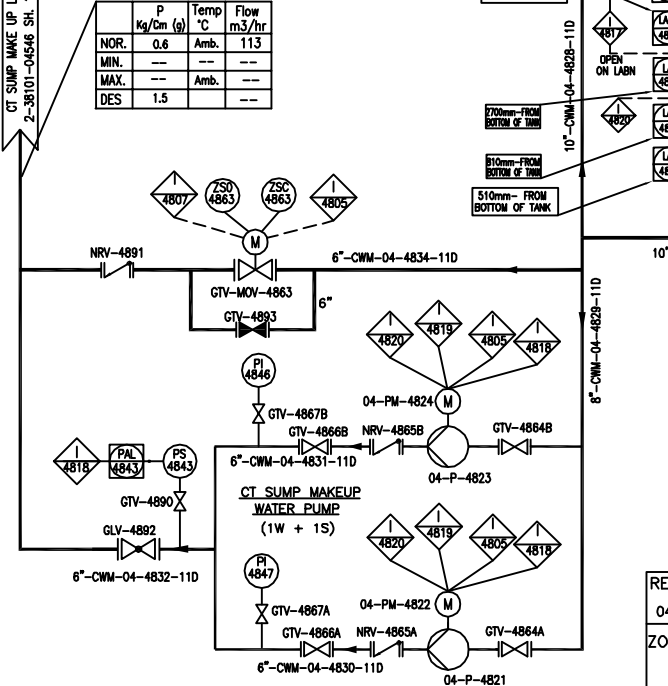 CT SUMP MAKE UP
2-38101-04546 SH.
P
Kg/Cm (g)
Temp
°C
Flow
m3/hr
NOR. 0.6 Amb. 113
MIN. -- -- ---
MAX. -- Amb. ---
DES 1.5 ---
10"-CWM-04-4828-11D
I
4817
OPEN
ON LABN
I
4820
2700mm-FROM
BOTTOM OF TANK
810mm-FROM
BOTTOM OF TANK
510mm- FROM
BOTTOM OF TANK
10"
I
4807
ZSO
4863
ZSC
4863
I
4805
M
NRV-4891
6"-CWM-04-4834-11D
GTV-MOV-4863
6"
GTV-4893
8"-CWM-04-4829-11D
I
4820
I
4819
I
4805
I
4818
PI
4846
GTV-4867B
04-PM-4824
M
GTV-4866B
NRV-4865B
GTV-4864B
6"-CWM-04-4831-11D
04-P-4823
I
4818
PAL
4843
PS
4843
GTV-4890
GLV-4892
6"-CWM-04-4832-11D
CT SUMP MAKEUP
WATER PUMP
(1W + 1S)
I
4820
I
4819
I
4805
I
4818
PI
4847
GTV-4867A
04-PM-4822
M
GTV-4866A
NRV-4865A
GTV-4864A
6"-CWM-04-4830-11D
04-P-4821